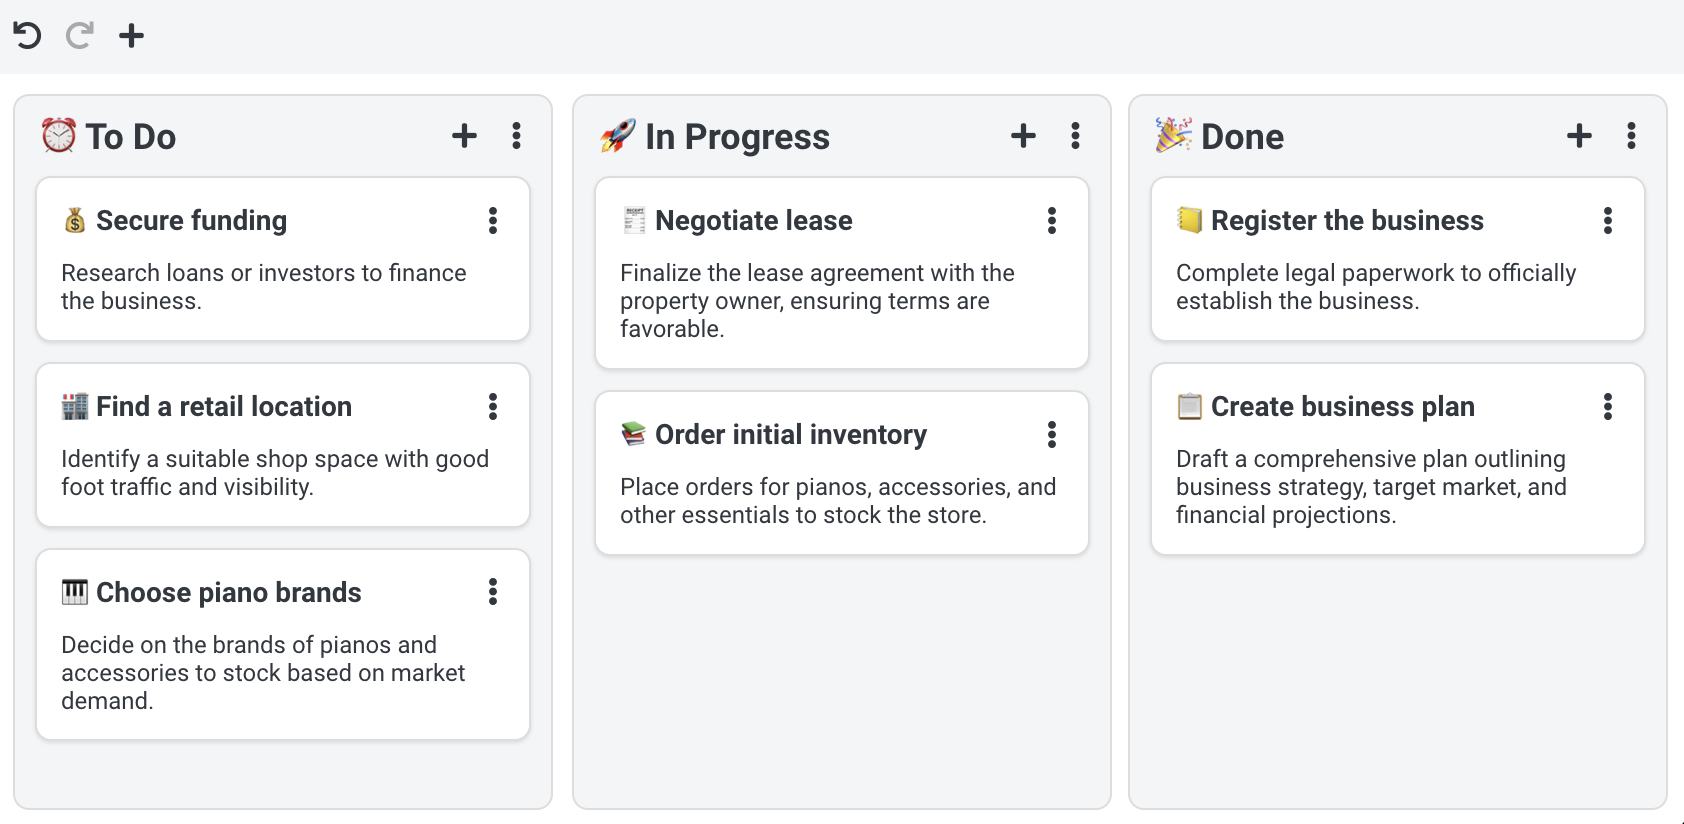 To Do
Secure funding
Research loans or investors to finance
the business.
Find a retail location
Identify a suitable shop space with good
foot traffic and visibility.
Choose piano brands
Decide on the brands of pianos and
accessories to stock based on market
demand.
In Progress
Negotiate lease
Finalize the lease agreement with the
property owner, ensuring terms are
favorable.
Order initial inventory
Place orders for pianos, accessories, and
other essentials to stock the store.
Done
Register the business
Complete legal paperwork to officially
establish the business.
Create business plan
Draft a comprehensive plan outlining
business strategy, target market, and
financial projections.